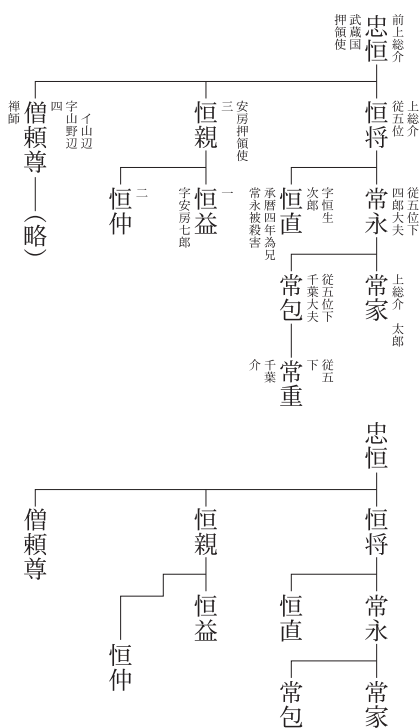 前上総介
忠恒
武蔵国
押領使
上総介
恒将
従五位
従五位下
常永
四郎大夫
上総介 太郎
常家
従五位下
常包
千葉大夫
従五
常重
下
千葉
介
字恒生
恒直
次郎
承暦四年為兄
常永被殺害
安房押領使
恒親
三
一
恒益
字安房七郎
二
恒仲
イ山辺
字山野辺
僧頼尊
四
禅師
(略)
忠恒
恒将
常永
常家
常包
恒直
恒親
恒益
恒仲
僧頼尊